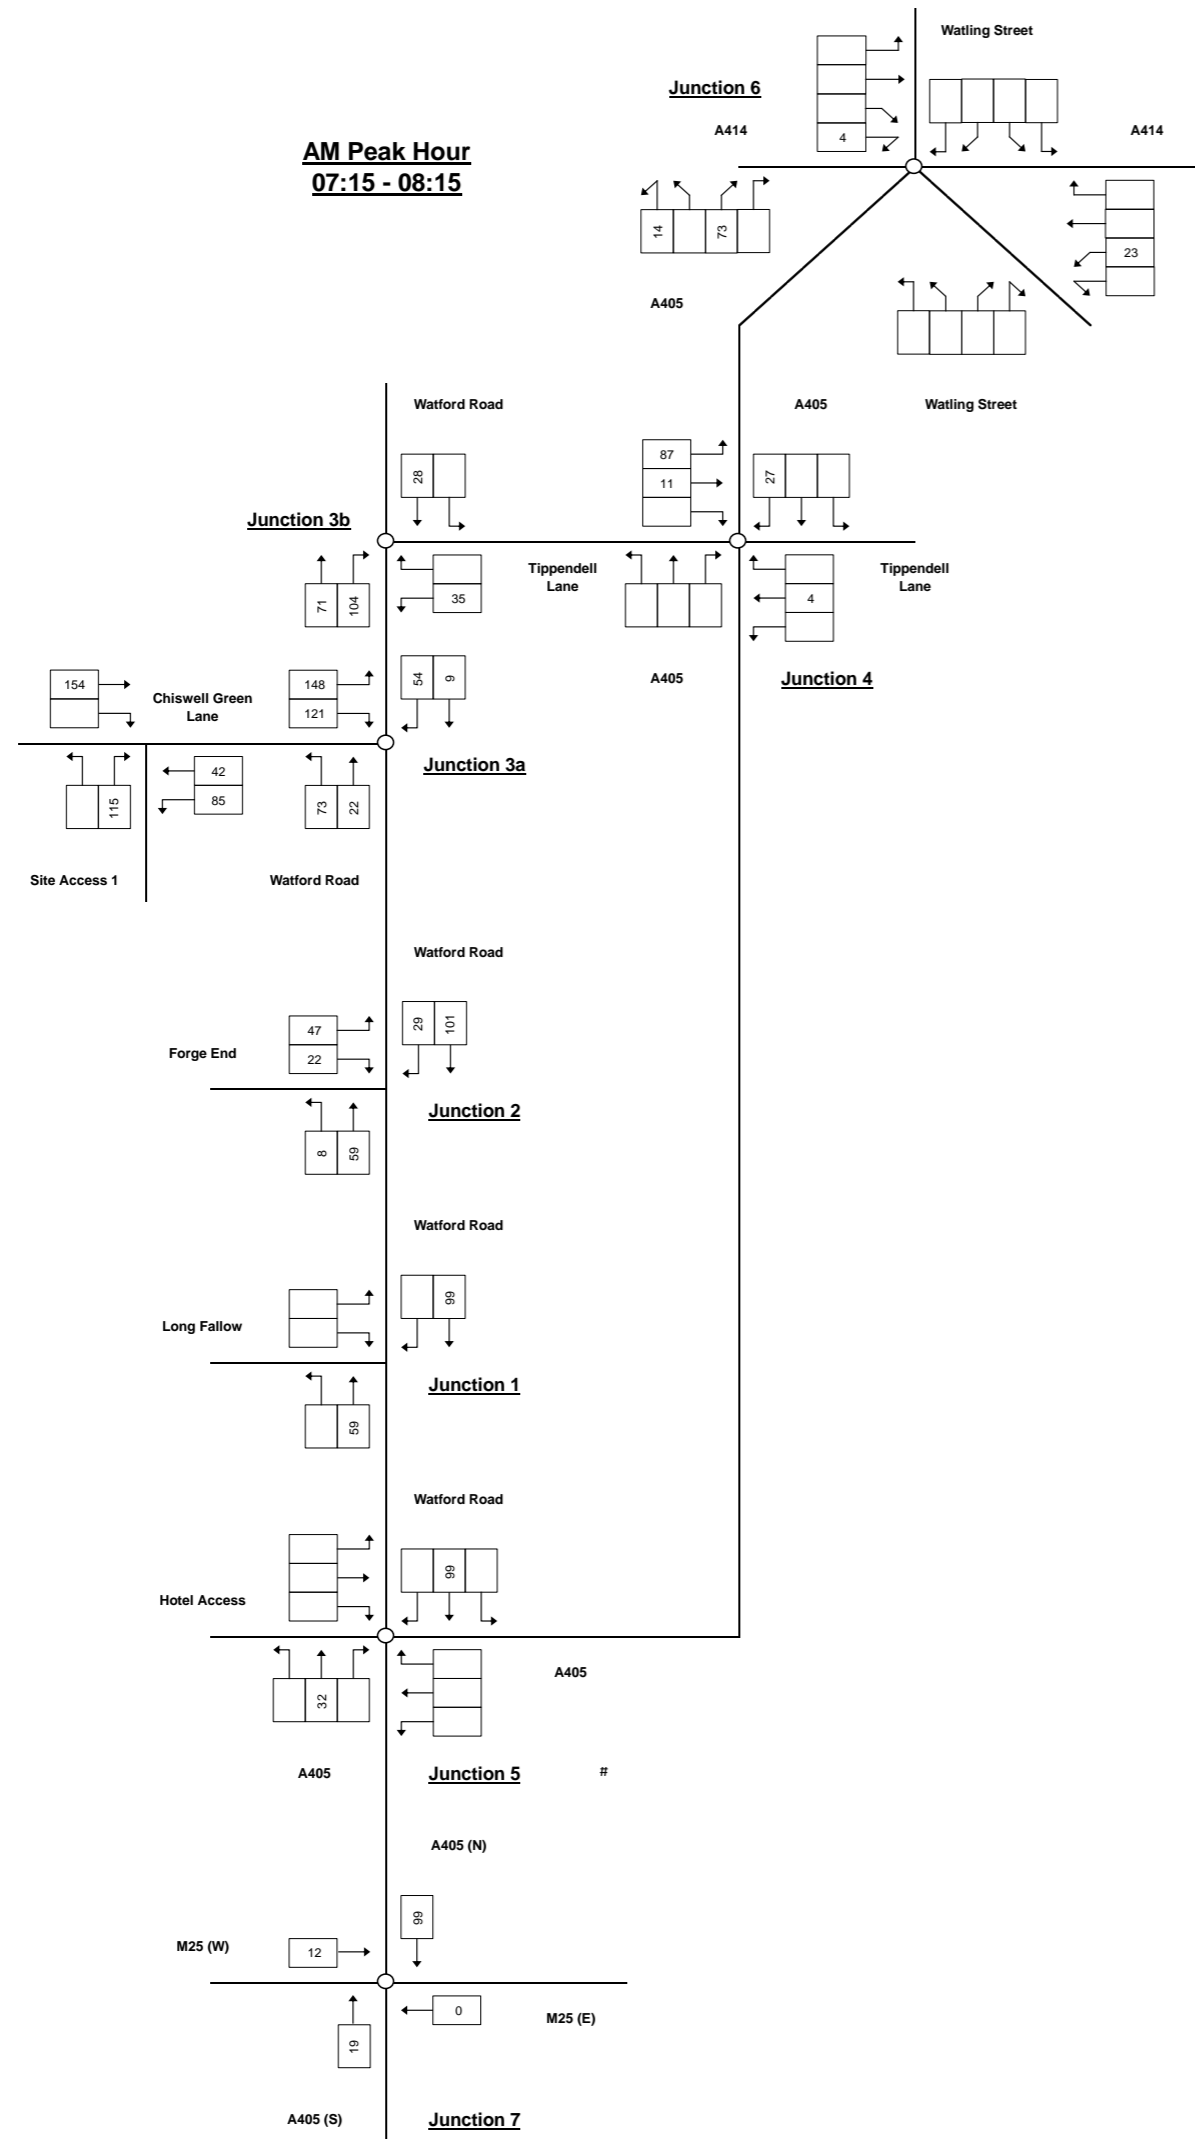 Watling Street
Junction 6
A414
A414
4
AM Peak Hour
07:15 - 08:15
14
73
23
A405
Watford Road
A405
Watling Street
87
11
27
28
Junction 3b
Tippendell
Lane
Tippendell
Lane
71
104
35
4
A405
Junction 4
154
Chiswell Green
Lane
148
121
54
9
Junction 3a
42
85
115
73
22
Site Access 1
Watford Road
Watford Road
47
22
29
101
Forge End
Junction 2
8
59
Watford Road
99
Long Fallow
Junction 1
59
Watford Road
99
Hotel Access
32
A405
A405
Junction 5
#
A405 (N)
99
M25 (W)
12
0
M25 (E)
19
A405 (S)
Junction 7